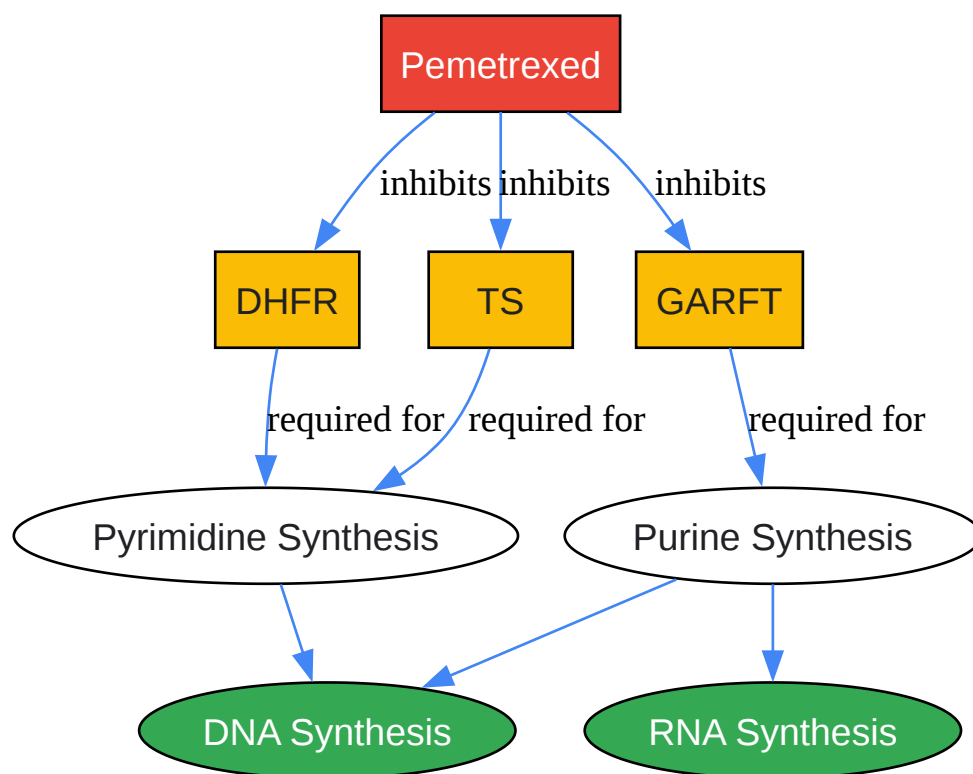 Pemetrexed
inhibits inhibits inhibits
DHFR TS GARFT
required for required for required for
Pyrimidine Synthesis Purine Synthesis
DNA Synthesis RNA Synthesis